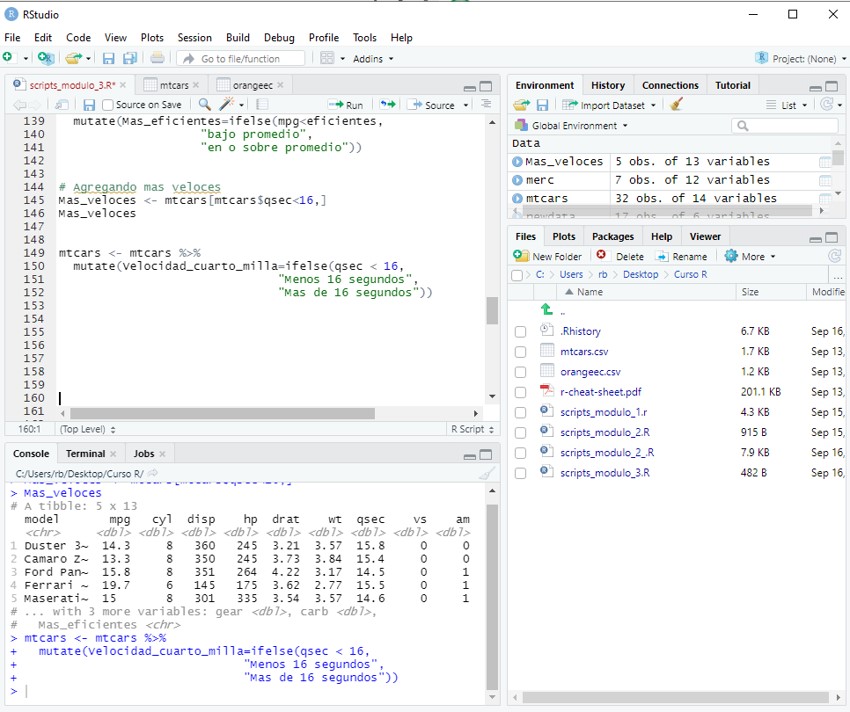 RStudio
File Edit Code View Plots Session Build Debug Profile Tools Help
Go to file/function Addins Project: (None)
scripts_modulo_3.R* mtcars orangeec
Source on Save Run Source
139 mutate(Mas_eficientes=ifelse(mpg<eficientes,
140 "bajo promedio",
141 "en o sobre promedio"))
142
143
144 # Agregando mas veloces
145 Mas_veloces <- mtcars[mtcars$qsec<16,]
146 Mas_veloces
147
148
149 mtcars <- mtcars %>%
150 mutate(velocidad_cuarto_milla=ifelse(qsec < 16,
151 "Menos 16 segundos",
152 "Mas de 16 segundos"))
153
154
155
156
157
158
159
160
161
160:1 (Top Level) R Script
Console Terminal Jobs
C:/Users/rb/Desktop/Curso R/
> Mas_veloces
# A tibble: 5 x 13
model mpg cyl disp hp drat wt qsec vs am
<chr> <dbl> <dbl> <dbl> <dbl> <dbl> <dbl> <dbl> <dbl> <dbl>
1 Duster 3~ 14.3 8 360 245 3.21 3.57 15.8 0 0
2 Camaro Z~ 13.3 8 350 245 3.73 3.84 15.4 0 0
3 Ford Pan~ 15.8 8 351 264 4.22 3.17 14.5 0 1
4 Ferrari ~ 19.7 6 145 175 3.62 2.77 15.5 0 1
5 Maserati~ 15 8 301 335 3.54 3.57 14.6 0 1
# ... with 3 more variables: gear <dbl>, carb <dbl>,
# Mas_eficientes <chr>
> mtcars <- mtcars %>%
+ mutate(velocidad_cuarto_milla=ifelse(qsec < 16,
+ "Menos 16 segundos",
+ "Mas de 16 segundos"))
>
Environment History Connections Tutorial
Import Dataset List
Global Environment
Data
Mas_veloces 5 obs. of 13 variables
merc 7 obs. of 12 variables
mtcars 32 obs. of 14 variables
newdata 17 obs. of 6 variables
Files Plots Packages Help Viewer
New Folder Delete Rename More
C: > Users > rb > Desktop > Curso R ...
Name Size Modifie
..
.Rhistory 6.7 KB Sep 16,
mtcars.csv 1.7 KB Sep 13,
orangeec.csv 1.2 KB Sep 13,
r-cheat-sheet.pdf 201.1 KB Sep 13,
scripts_modulo_1.r 4.3 KB Sep 15,
scripts_modulo_2.R 915 B Sep 15,
scripts_modulo_2_.R 7.9 KB Sep 16,
scripts_modulo_3.R 482 B Sep 16,